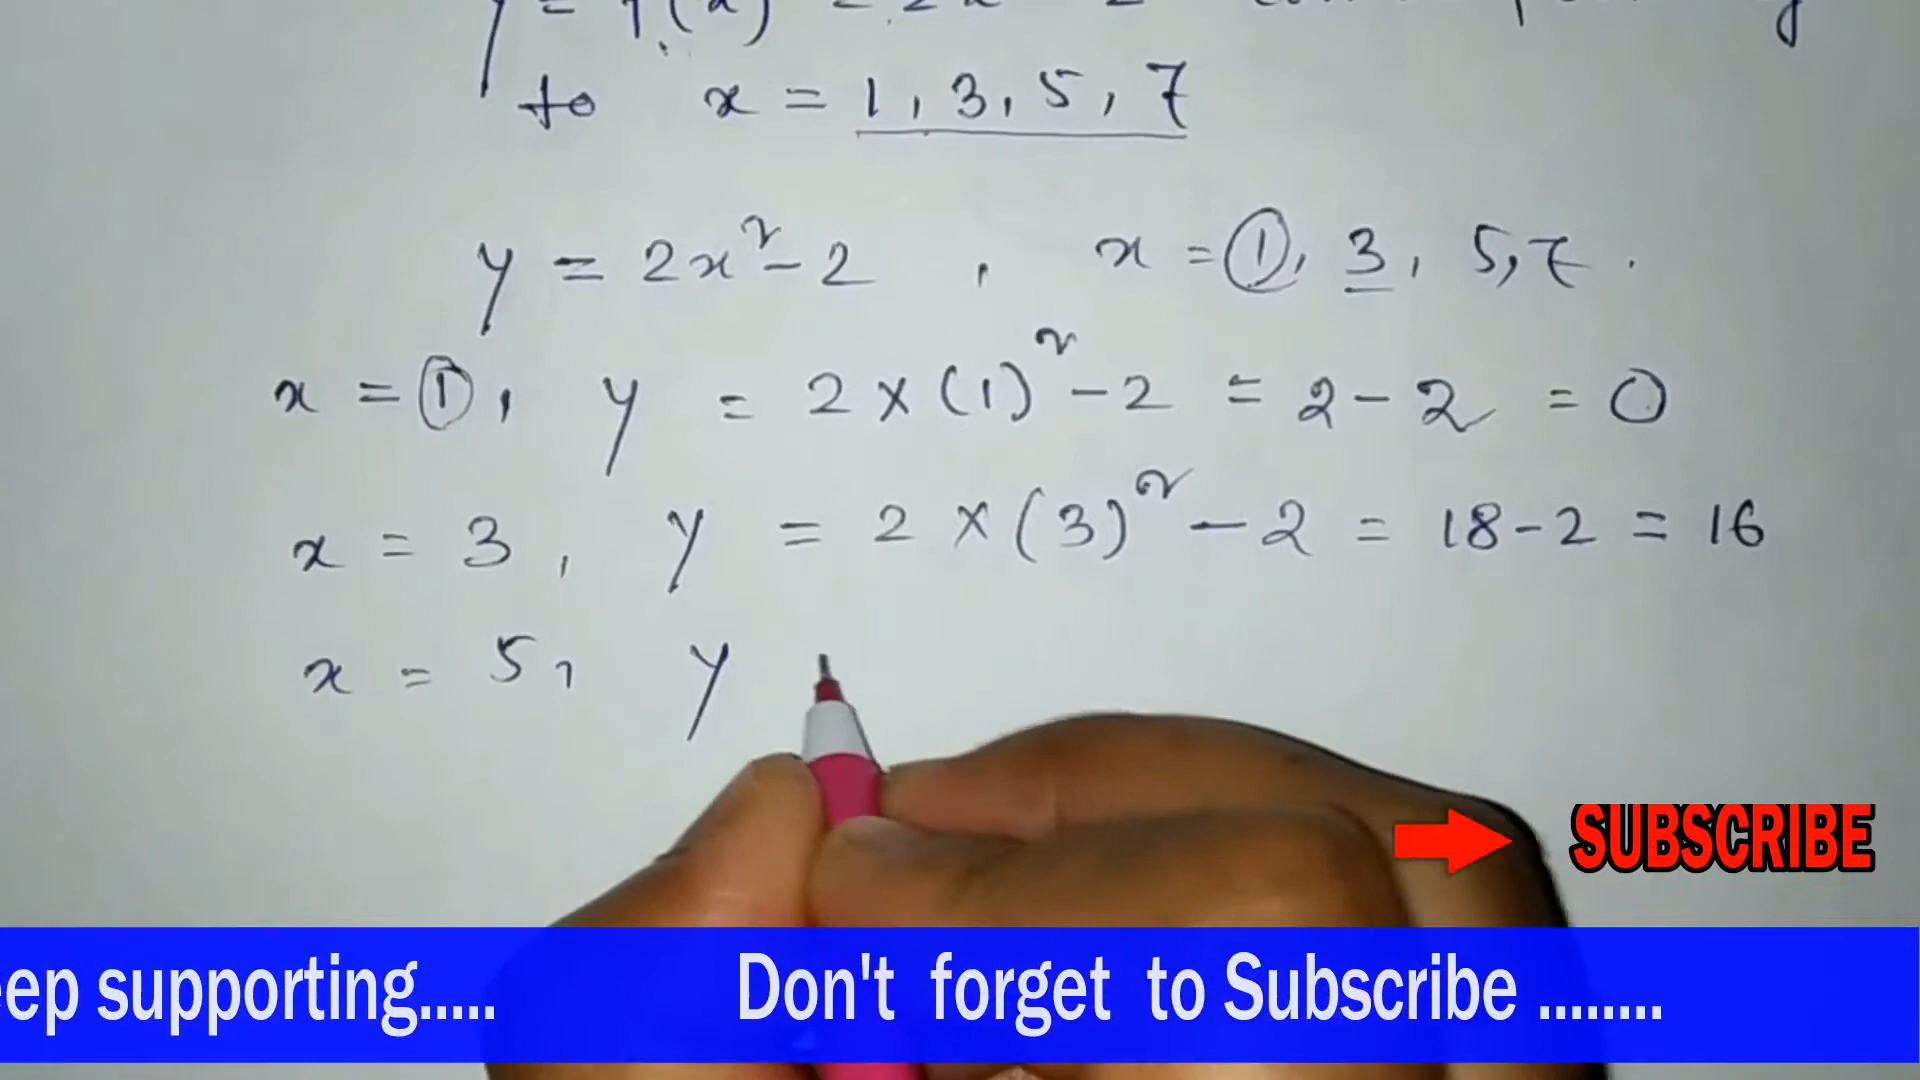 to x = 1, 3, 5, 7
y = 2x² - 2 , x = 1, 3, 5, 7.
x = 1, y = 2 × (1)² - 2 = 2 - 2 = 0
x = 3, y = 2 × (3)² - 2 = 18 - 2 = 16
x = 5, y
SUBSCRIBE
supporting..... Don't forget to Subscribe ........